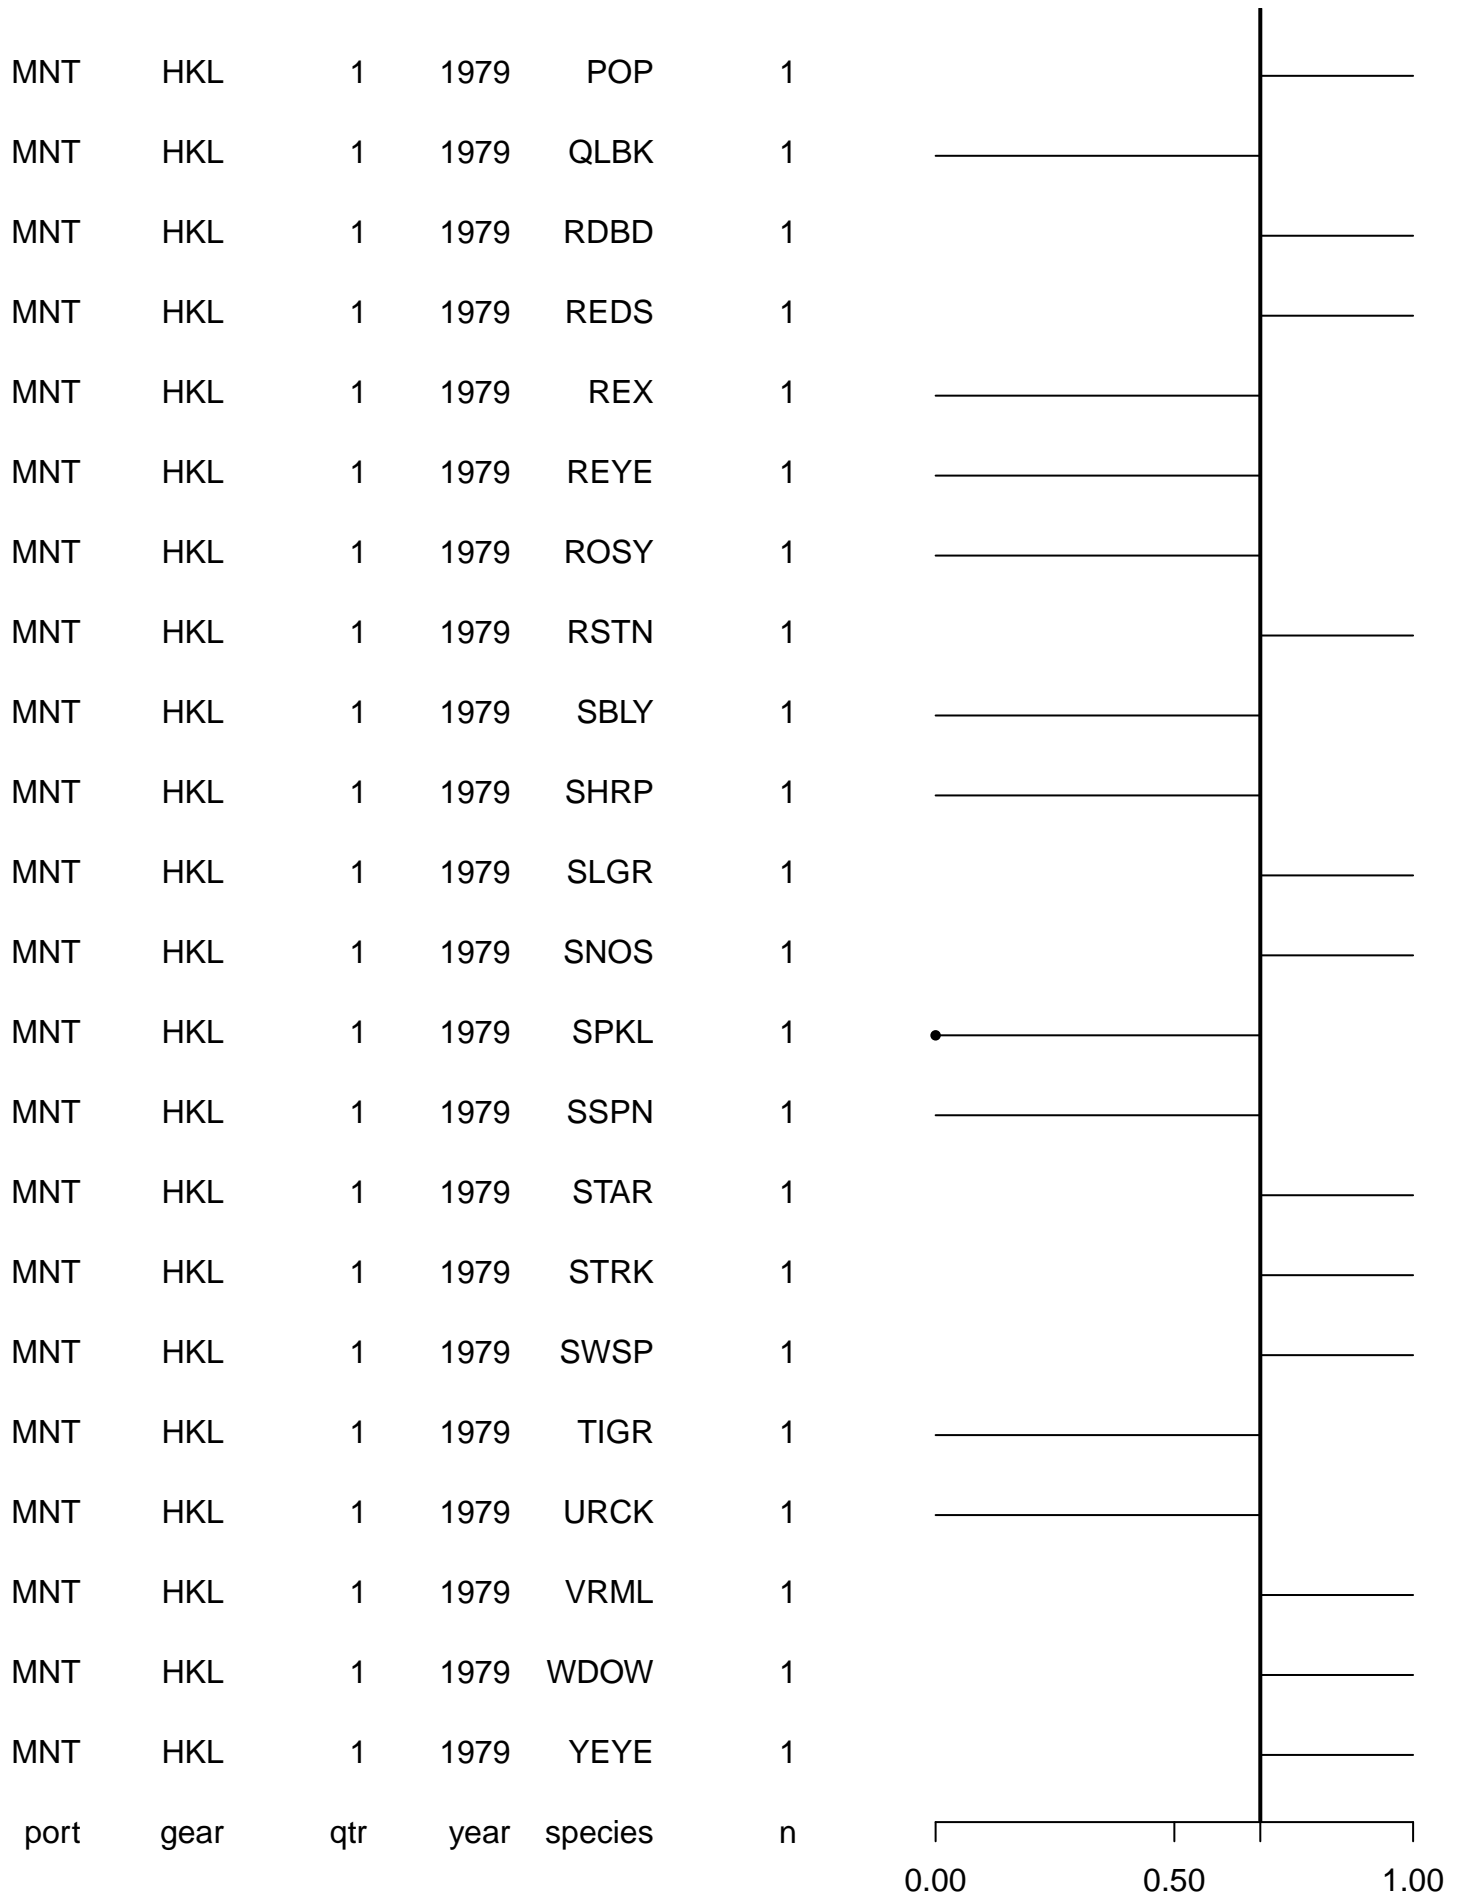 MNT HKL 1 1979 POP 1
MNT HKL 1 1979 QLBK 1
MNT HKL 1 1979 RDBD 1
MNT HKL 1 1979 REDS 1
MNT HKL 1 1979 REX 1
MNT HKL 1 1979 REYE 1
MNT HKL 1 1979 ROSY 1
MNT HKL 1 1979 RSTN 1
MNT HKL 1 1979 SBLY 1
MNT HKL 1 1979 SHRP 1
MNT HKL 1 1979 SLGR 1
MNT HKL 1 1979 SNOS 1
MNT HKL 1 1979 SPKL 1
MNT HKL 1 1979 SSPN 1
MNT HKL 1 1979 STAR 1
MNT HKL 1 1979 STRK 1
MNT HKL 1 1979 SWSP 1
MNT HKL 1 1979 TIGR 1
MNT HKL 1 1979 URCK 1
MNT HKL 1 1979 VRML 1
MNT HKL 1 1979 WDOW 1
MNT HKL 1 1979 YEYE 1
port gear qtr year species n
0.00 0.50 1.00